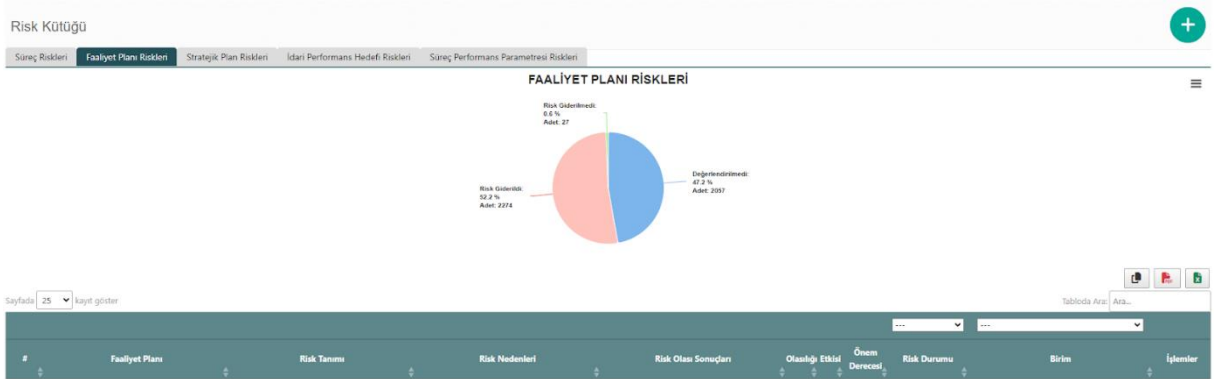 Risk Kütüğü
+
Süreç Riskleri Faaliyet Planı Riskleri Stratejik Plan Riskleri İdari Performans Hedefi Riskleri Süreç Performans Parametresi Riskleri
FAALİYET PLANI RİSKLERİ
Risk Giderilmedi:
0.6 %
Adet: 27
Değerlendirilmedi:
47.2 %
Adet: 2057
Risk Giderildi:
52.2 %
Adet: 2274
Sayfada 25 kayıt göster
Tabloda Ara: Ara...
--- ---
# Faaliyet Planı Risk Tanımı Risk Nedenleri Risk Olası Sonuçları Olasılığı Etkisi Önem Derecesi Risk Durumu Birim İşlemler